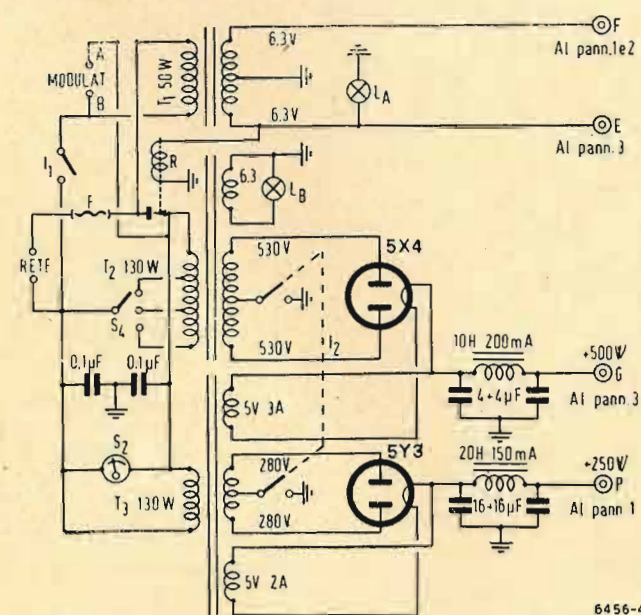 A
MODULAT
B
T₁ 50W
6.3V
6.3V
F
Al pann.1e2
LA
E
Al pann. 3
I₁
R
6.3
LB
F
RETE
T₂ 130W
S₄
530V
530V
5X4
I₂
0.1µF
0.1µF
5V 3A
10H 200mA
4+4µF
+500V
G
Al pann.3
S₂
T₃ 130W
280V
280V
5Y3
20H 150mA
16+16µF
+250V
P
Al pann 1
5V 2A
6456-4